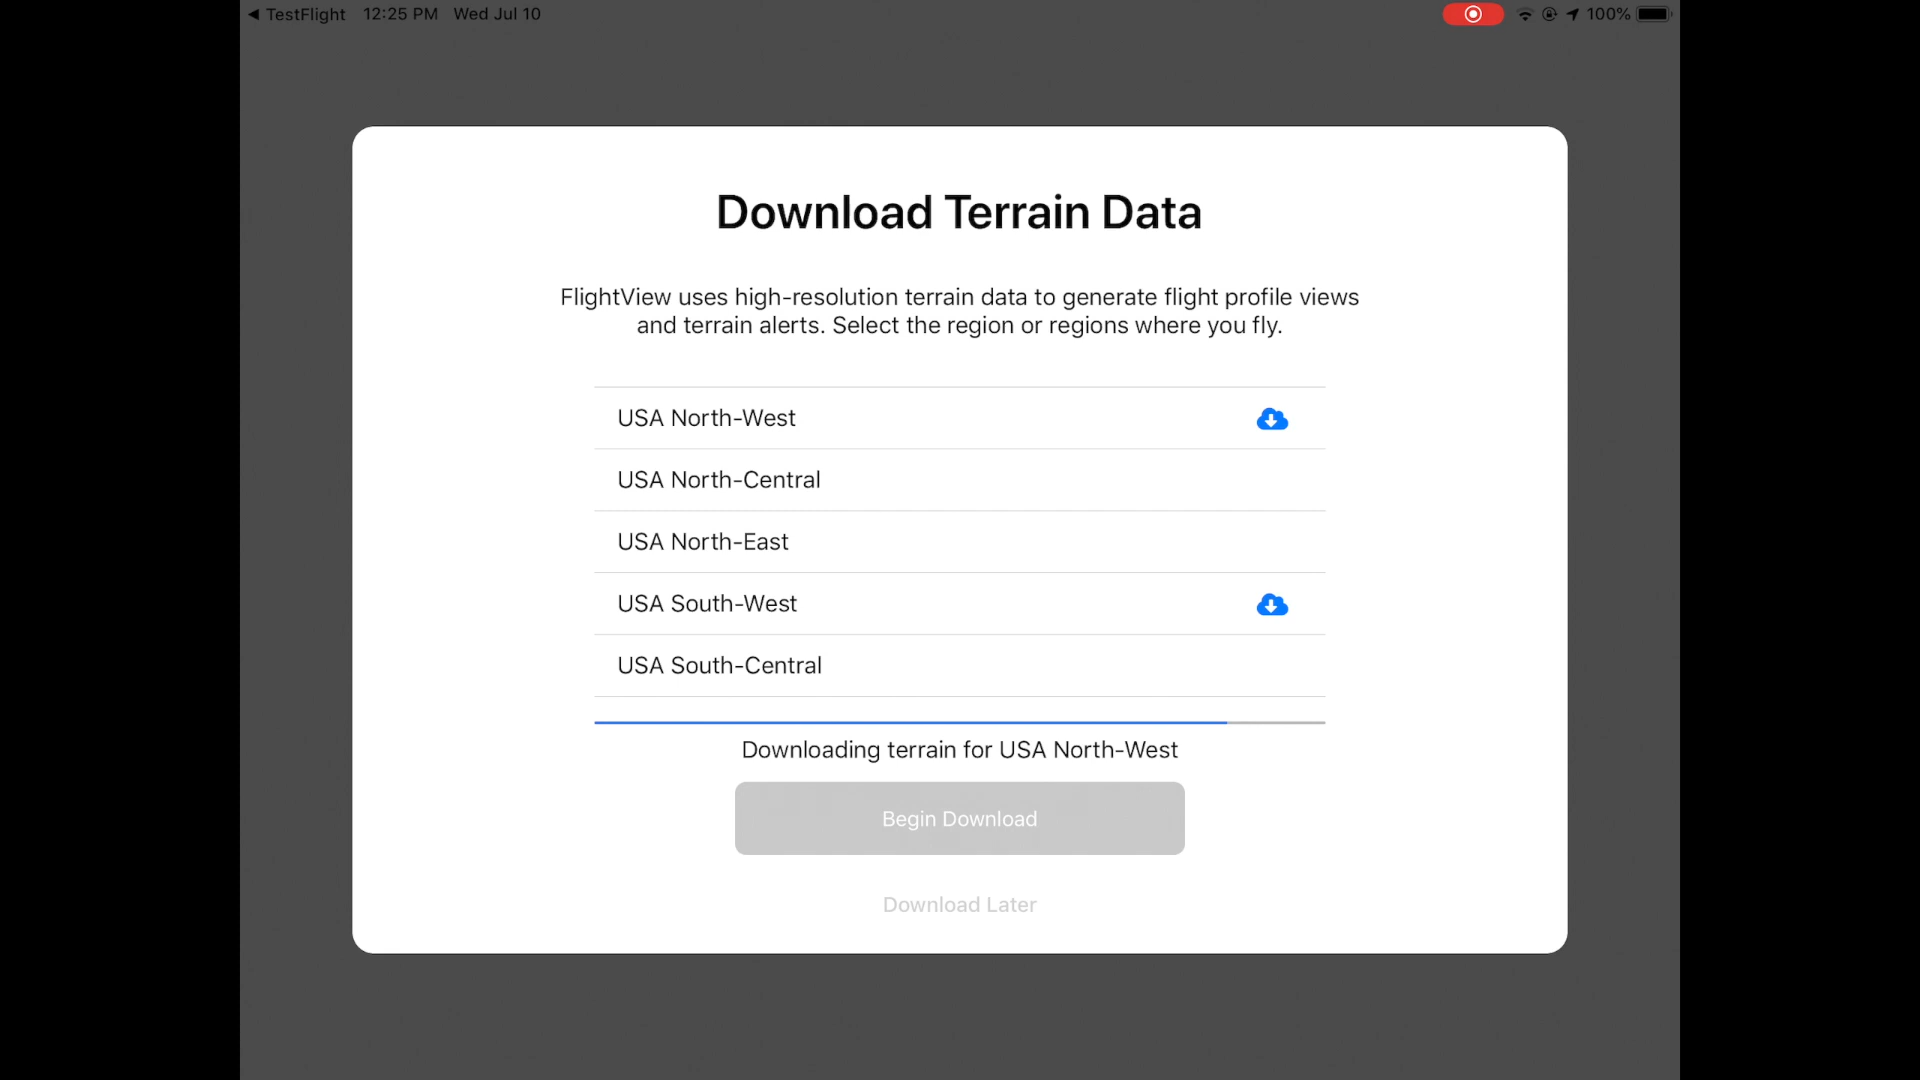 TestFlight 12:25 PM Wed Jul 10 100%
Download Terrain Data
FlightView uses high-resolution terrain data to generate flight profile views
and terrain alerts. Select the region or regions where you fly.
USA North-West
USA North-Central
USA North-East
USA South-West
USA South-Central
Downloading terrain for USA North-West
Begin Download
Download Later